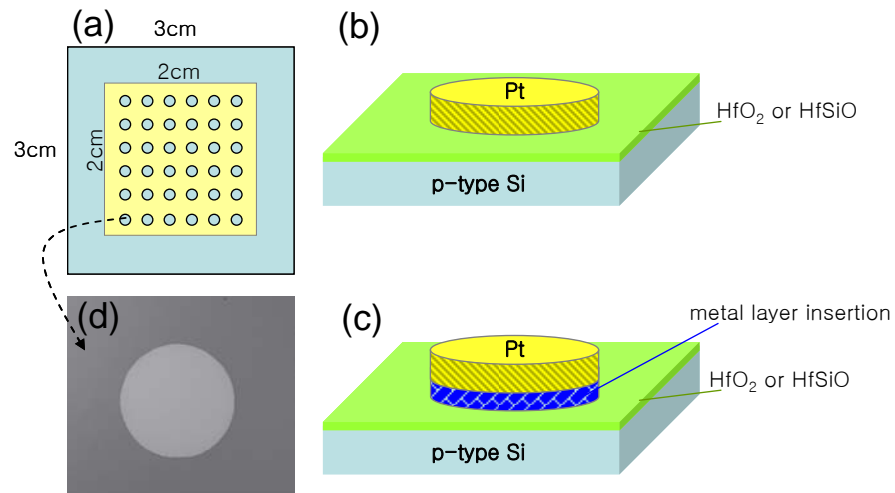 (a)
3cm
2cm
3cm
2cm
(b)
Pt
HfO₂ or HfSiO
p-type Si
(d)
(c)
metal layer insertion
Pt
HfO₂ or HfSiO
p-type Si